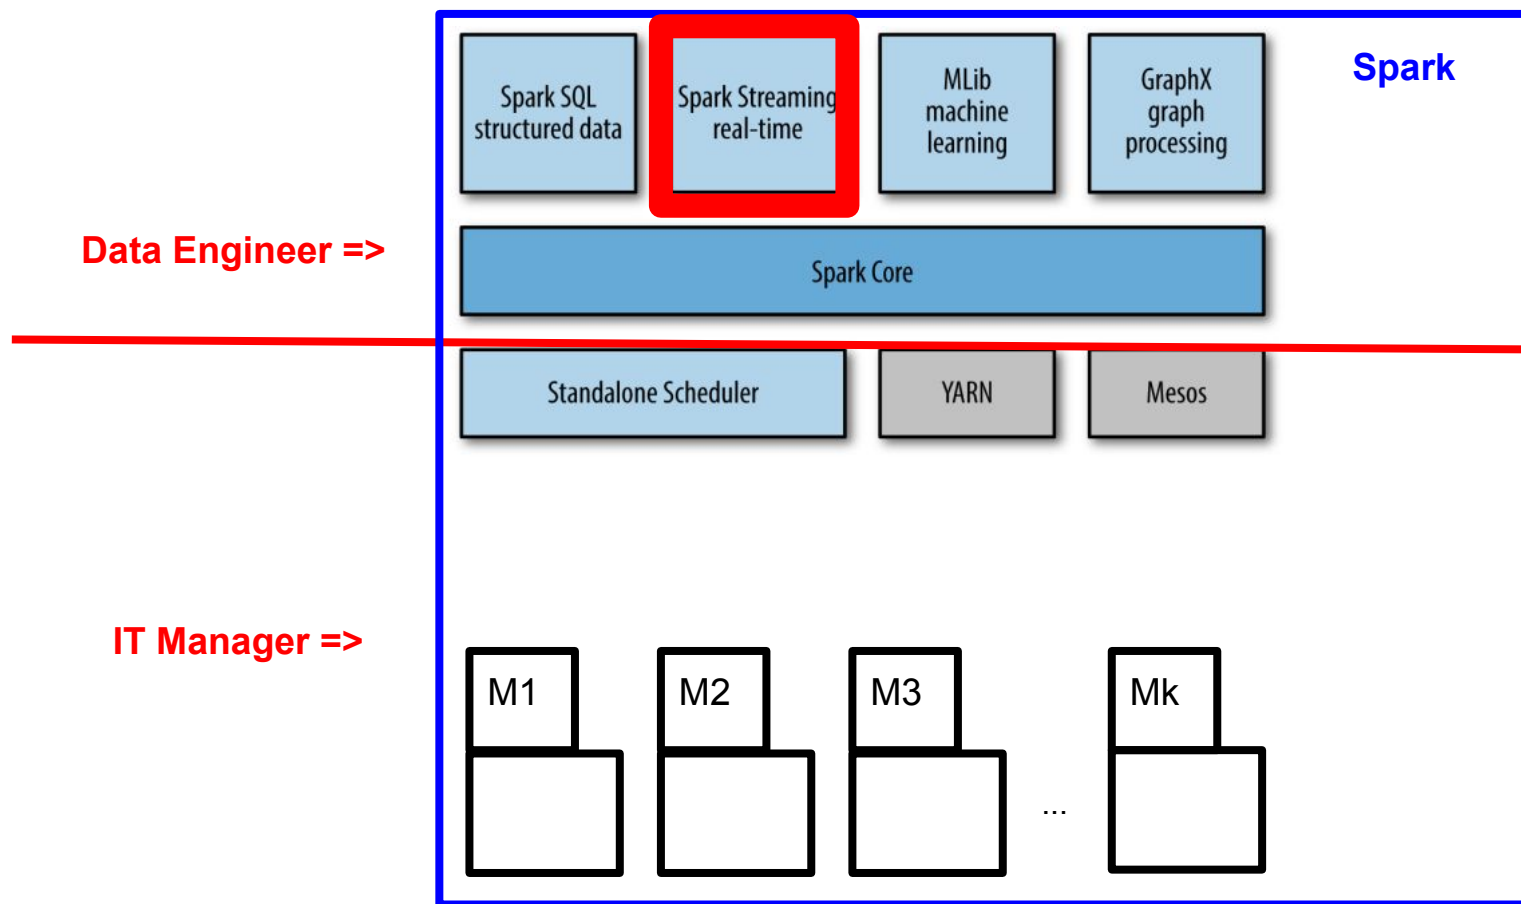 Spark
Spark SQL
structured data
Spark Streaming
real-time
MLib
machine
learning
GraphX
graph
processing
Data Engineer =>
Spark Core
Standalone Scheduler
YARN
Mesos
IT Manager =>
M1
M2
M3
Mk
...